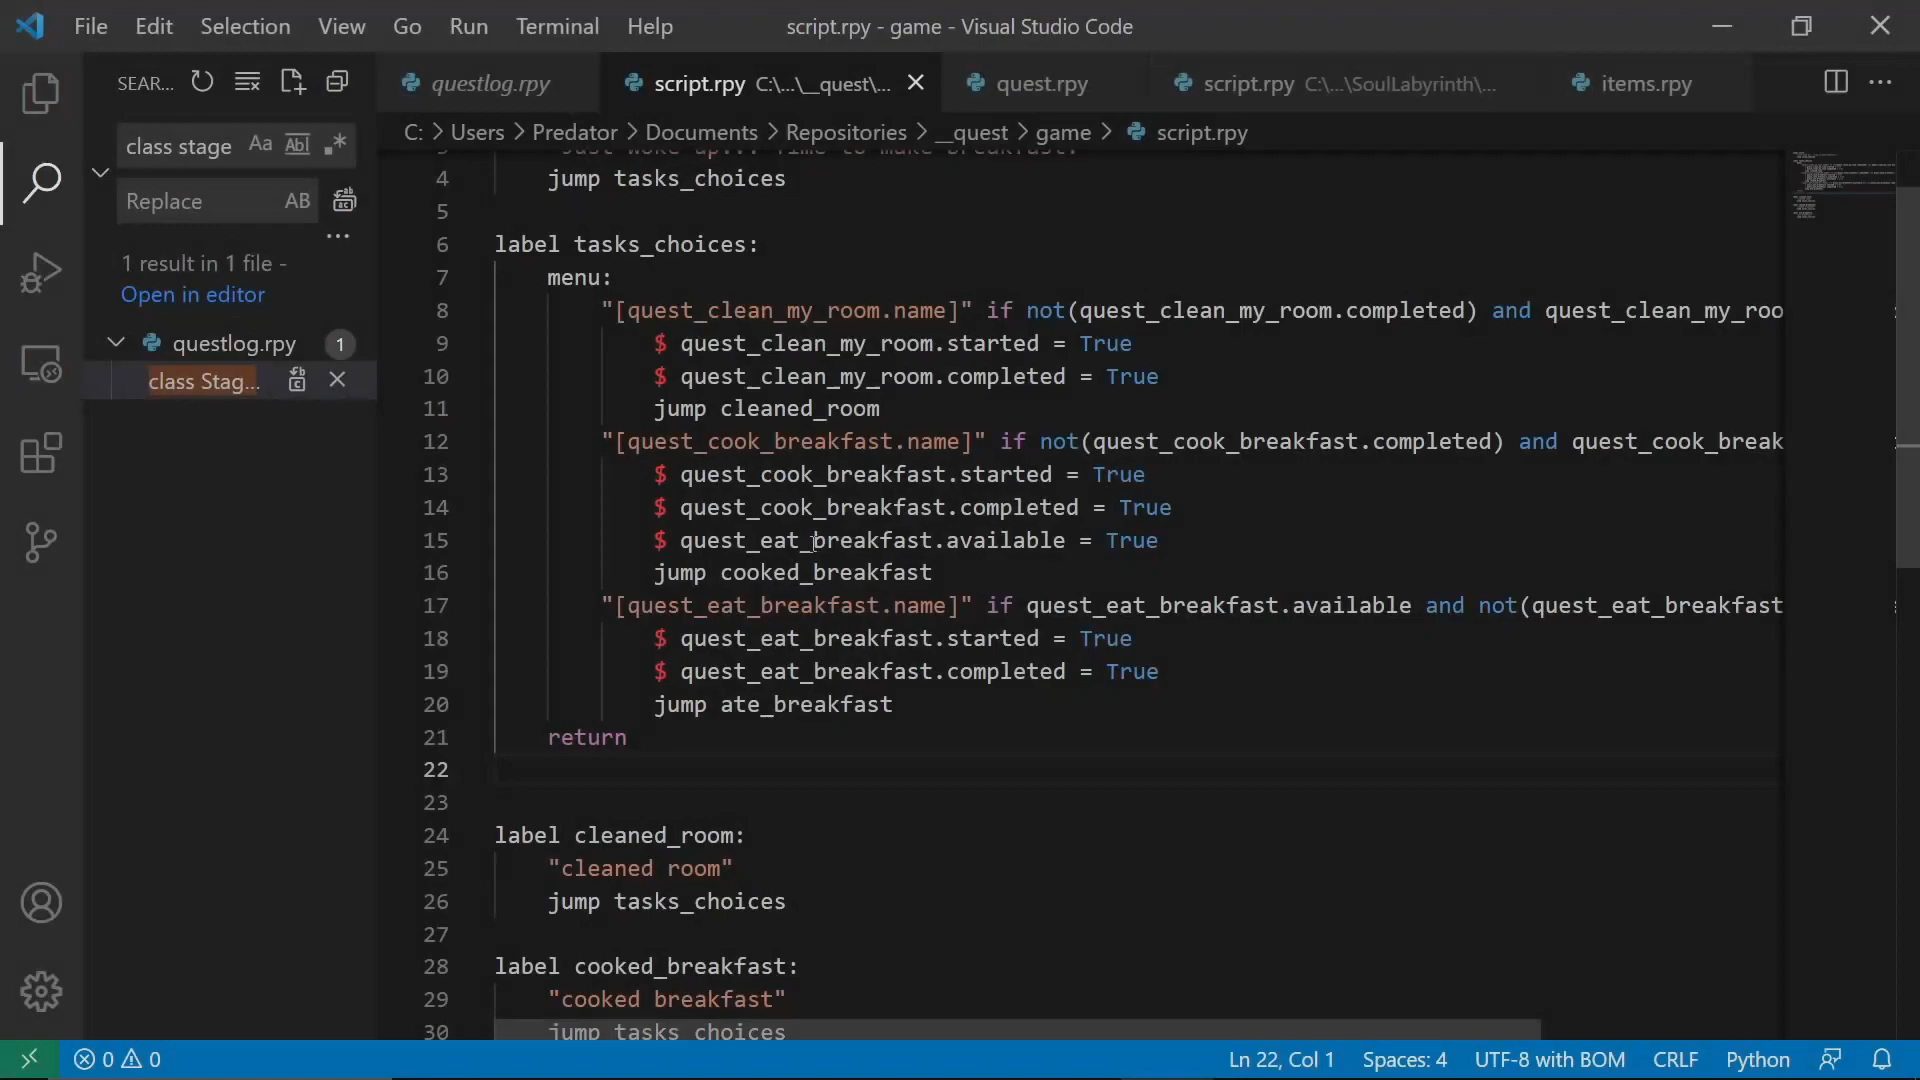 File Edit Selection View Go Run Terminal Help script.rpy - game - Visual Studio Code
SEAR...
questlog.rpy script.rpy C:\...\__quest\... quest.rpy script.rpy C:\...\SoulLabyrinth\... items.rpy
C: > Users > Predator > Documents > Repositories > __quest > game > script.rpy
class stage Aa Abl .*
Replace AB
1 result in 1 file -
Open in editor
questlog.rpy 1
class Stag...
4 jump tasks_choices
5
6 label tasks_choices:
7 menu:
8 "[quest_clean_my_room.name]" if not(quest_clean_my_room.completed) and quest_clean_my_roo
9 $ quest_clean_my_room.started = True
10 $ quest_clean_my_room.completed = True
11 jump cleaned_room
12 "[quest_cook_breakfast.name]" if not(quest_cook_breakfast.completed) and quest_cook_break
13 $ quest_cook_breakfast.started = True
14 $ quest_cook_breakfast.completed = True
15 $ quest_eat_breakfast.available = True
16 jump cooked_breakfast
17 "[quest_eat_breakfast.name]" if quest_eat_breakfast.available and not(quest_eat_breakfast
18 $ quest_eat_breakfast.started = True
19 $ quest_eat_breakfast.completed = True
20 jump ate_breakfast
21 return
22
23
24 label cleaned_room:
25 "cleaned room"
26 jump tasks_choices
27
28 label cooked_breakfast:
29 "cooked breakfast"
30 jump tasks choices
0 0 Ln 22, Col 1 Spaces: 4 UTF-8 with BOM CRLF Python